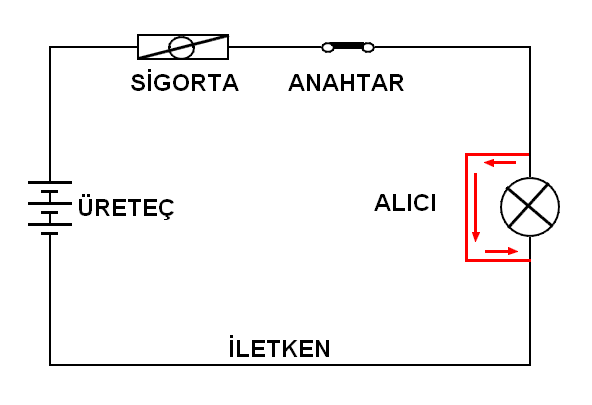 SİGORTA
ANAHTAR
ÜRETEÇ
ALICI
İLETKEN